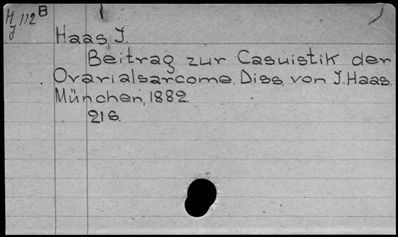 H 112 B
J
Haas, J.
Beitrag zur Casuistik der
Ovarialsarcome. Diss. von J. Haas.
München, 1882.
21 s.